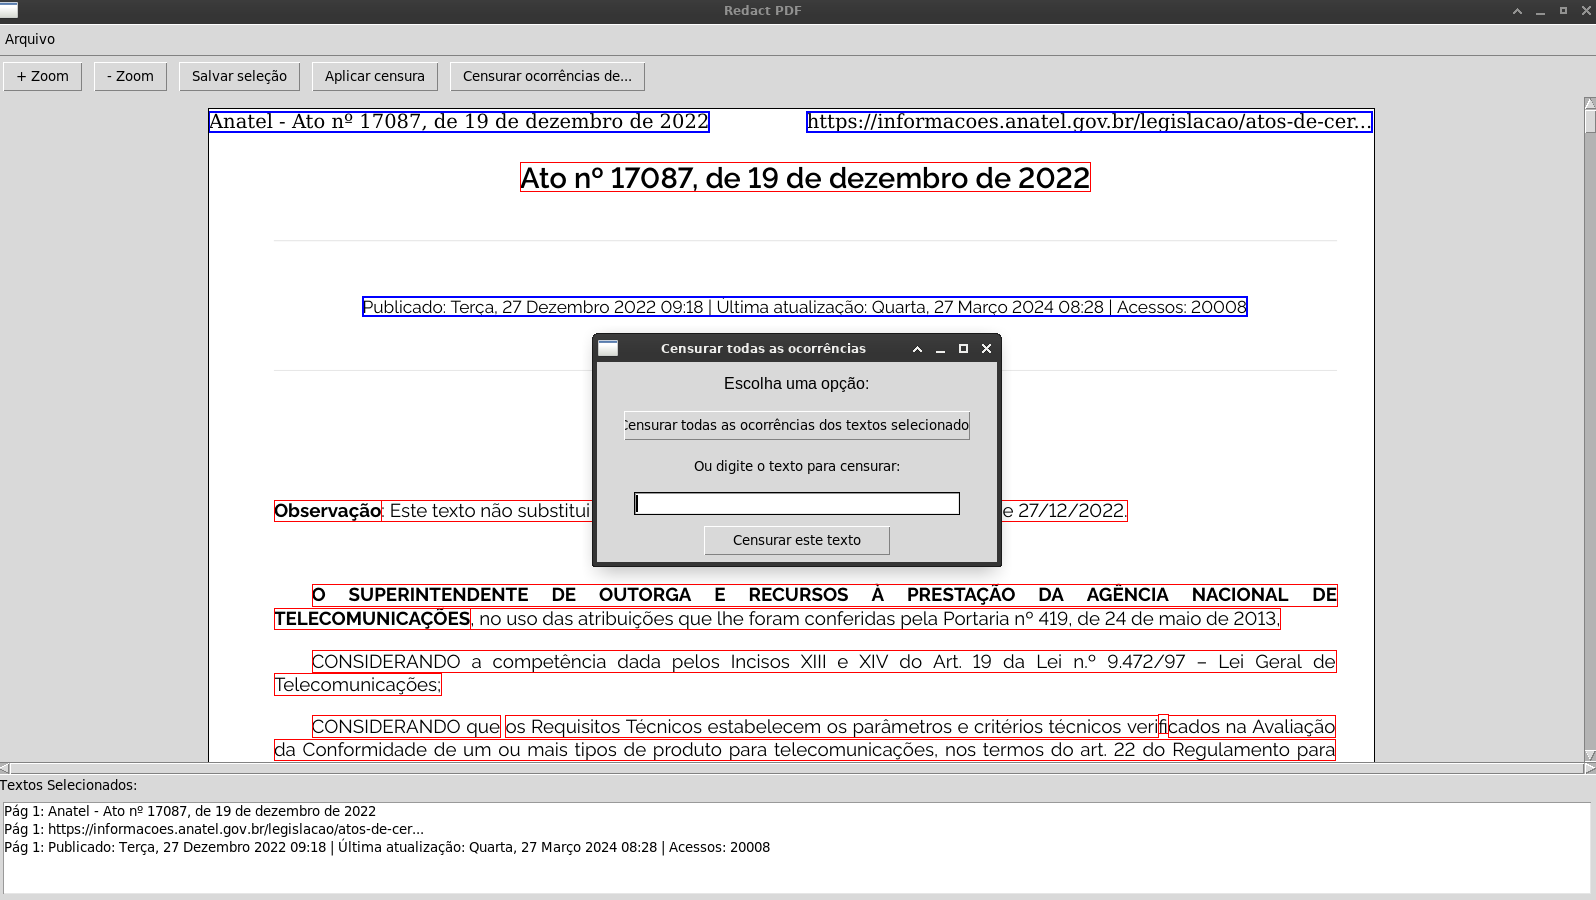 Redact PDF
Arquivo
+ Zoom
- Zoom
Salvar seleção
Aplicar censura
Censurar ocorrências de...
Anatel - Ato nº 17087, de 19 de dezembro de 2022
https://informacoes.anatel.gov.br/legislacao/atos-de-cer...
Ato nº 17087, de 19 de dezembro de 2022
Publicado: Terça, 27 Dezembro 2022 09:18 | Última atualização: Quarta, 27 Março 2024 08:28 | Acessos: 20008
Censurar todas as ocorrências
Escolha uma opção:
Censurar todas as ocorrências dos textos selecionado
Ou digite o texto para censurar:
Censurar este texto
Observação: Este texto não substitui
e 27/12/2022.
O SUPERINTENDENTE DE OUTORGA E RECURSOS À PRESTAÇÃO DA AGÊNCIA NACIONAL DE
TELECOMUNICAÇÕES, no uso das atribuições que lhe foram conferidas pela Portaria nº 419, de 24 de maio de 2013,
CONSIDERANDO a competência dada pelos Incisos XIII e XIV do Art. 19 da Lei n.º 9.472/97 – Lei Geral de
Telecomunicações;
CONSIDERANDO que os Requisitos Técnicos estabelecem os parâmetros e critérios técnicos verificados na Avaliação
da Conformidade de um ou mais tipos de produto para telecomunicações, nos termos do art. 22 do Regulamento para
Textos Selecionados:
Pág 1: Anatel - Ato nº 17087, de 19 de dezembro de 2022
Pág 1: https://informacoes.anatel.gov.br/legislacao/atos-de-cer...
Pág 1: Publicado: Terça, 27 Dezembro 2022 09:18 | Última atualização: Quarta, 27 Março 2024 08:28 | Acessos: 20008